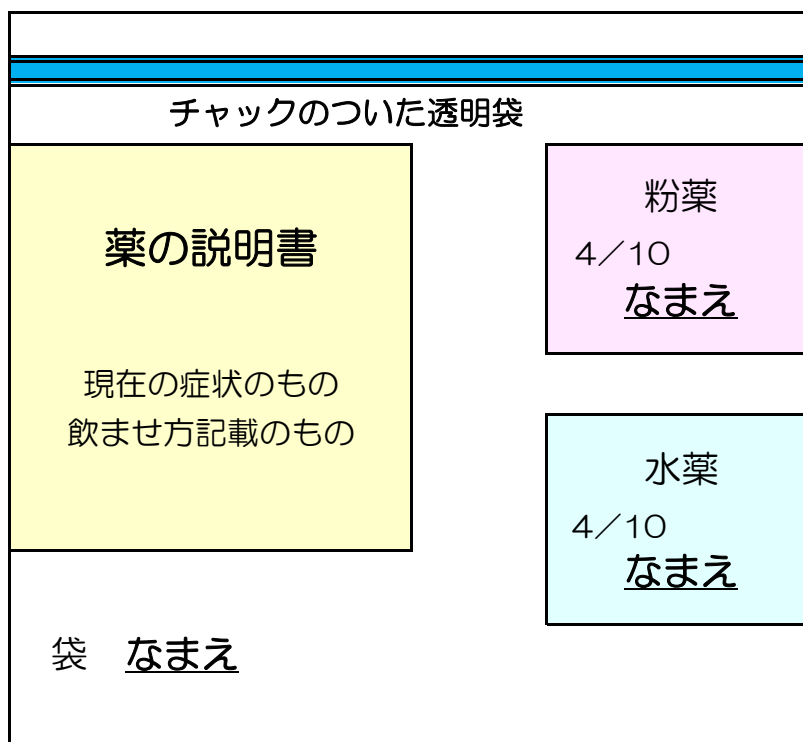 チャックのついた透明袋
薬の説明書
現在の症状のもの
飲ませ方記載のもの
粉薬
4／10
なまえ
水薬
4／10
なまえ
袋　なまえ